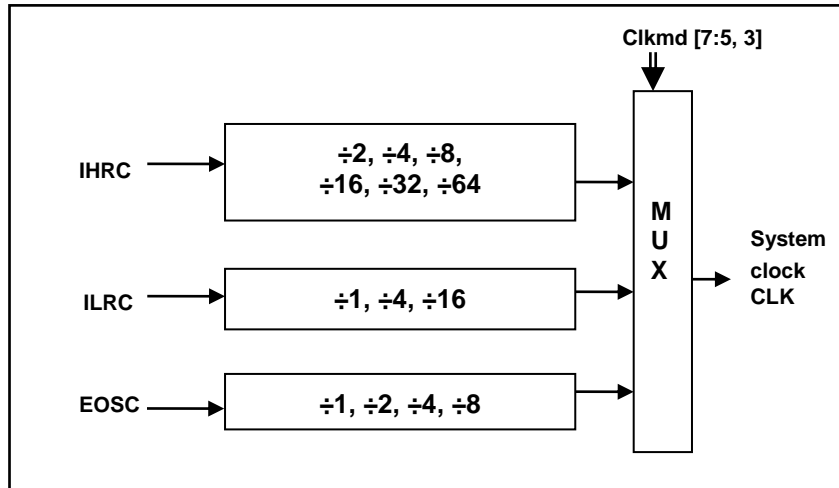 Clkmd [7:5, 3]
IHRC
÷2, ÷4, ÷8,
÷16, ÷32, ÷64
ILRC
÷1, ÷4, ÷16
EOSC
÷1, ÷2, ÷4, ÷8
M
U
X
System
clock
CLK